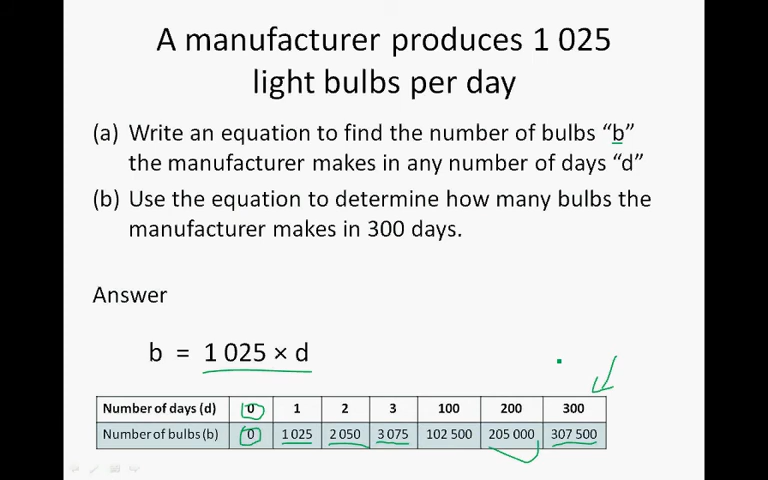 A manufacturer produces 1 025
light bulbs per day
(a) Write an equation to find the number of bulbs “b”
the manufacturer makes in any number of days “d”
(b) Use the equation to determine how many bulbs the
manufacturer makes in 300 days.
Answer
b = 1 025 × d
Number of days (d) 0 1 2 3 100 200 300
Number of bulbs (b) 0 1 025 2 050 3 075 102 500 205 000 307 500